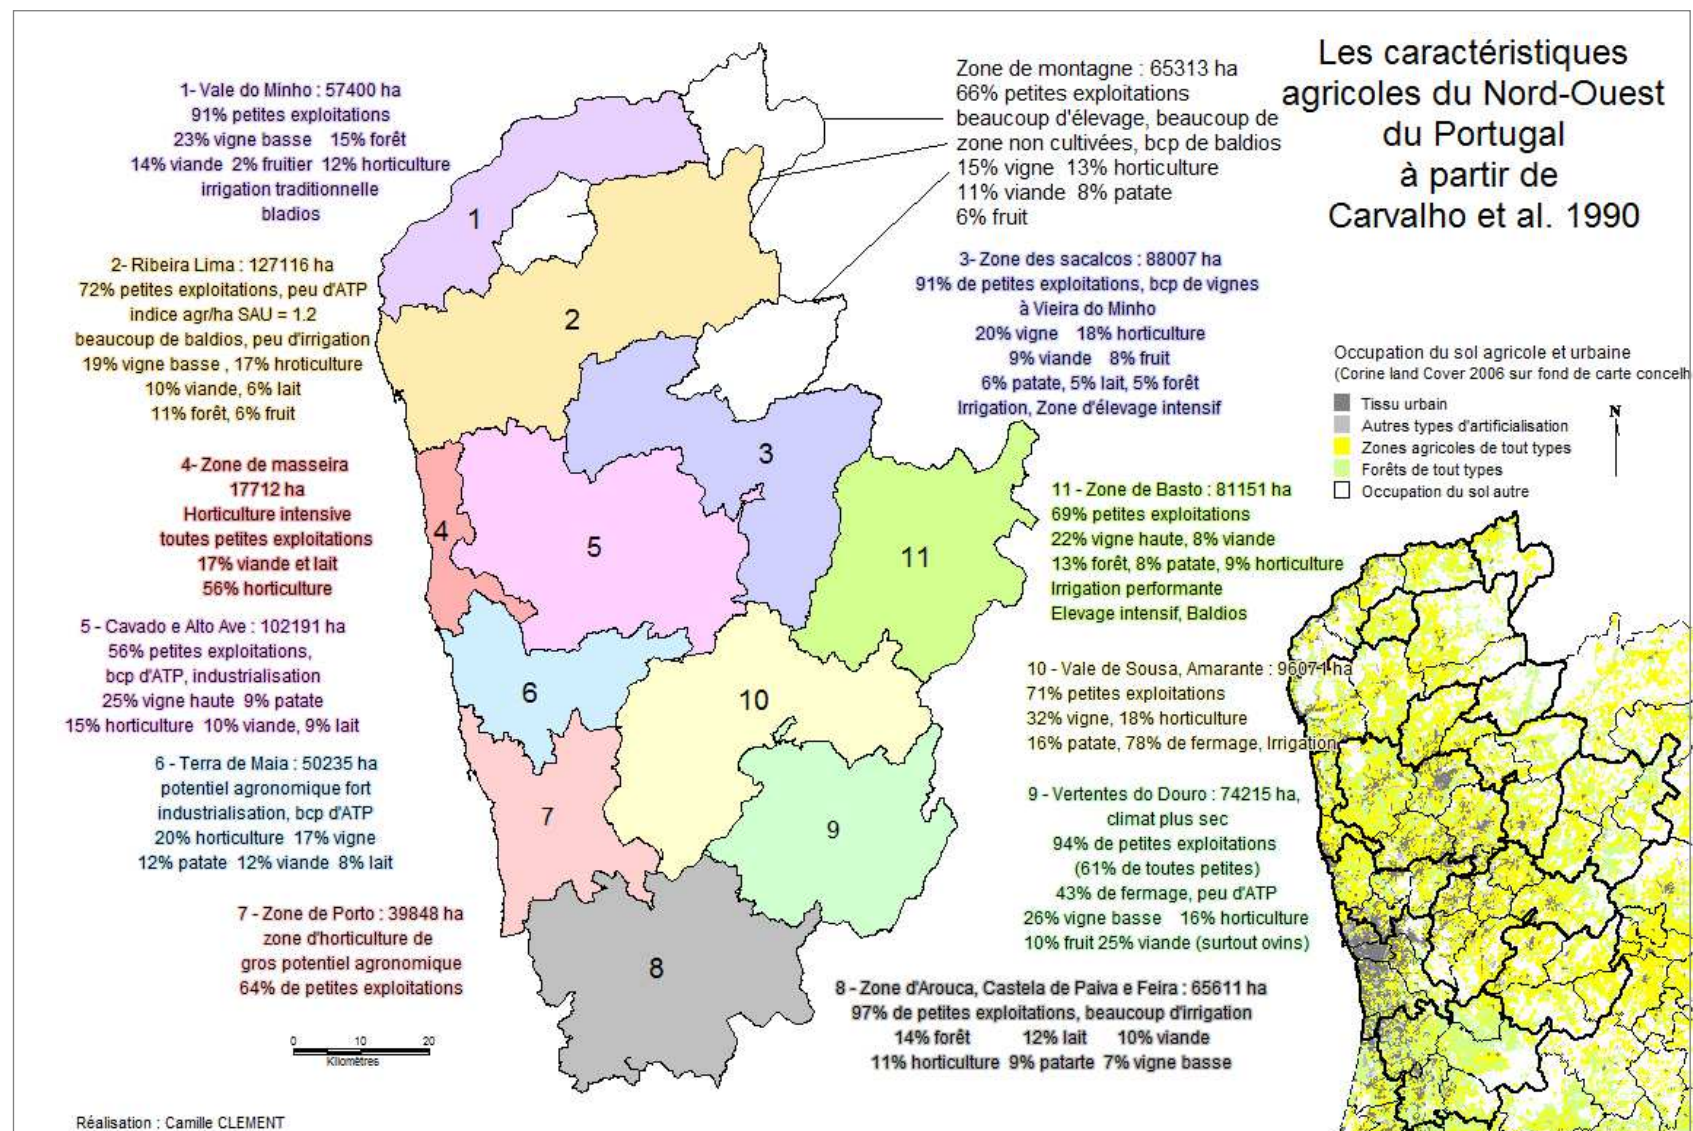 Les caractéristiques
agricoles du Nord-Ouest
du Portugal
à partir de
Carvalho et al. 1990
1- Vale do Minho : 57400 ha
91% petites exploitations
23% vigne basse 15% forêt
14% viande 2% fruitier 12% horticulture
irrigation traditionnelle
bladios
Zone de montagne : 65313 ha
66% petites exploitations
beaucoup d'élevage, beaucoup de
zone non cultivées, bcp de baldios
15% vigne 13% horticulture
11% viande 8% patate
6% fruit
2- Ribeira Lima : 127116 ha
72% petites exploitations, peu d'ATP
indice agr/ha SAU = 1.2
beaucoup de baldios, peu d'irrigation
19% vigne basse , 17% hroticulture
10% viande, 6% lait
11% forêt, 6% fruit
3- Zone des sacalcos : 88007 ha
91% de petites exploitations, bcp de vignes
à Vieira do Minho
20% vigne 18% horticulture
9% viande 8% fruit
6% patate, 5% lait, 5% forêt
Irrigation, Zone d'élevage intensif
4- Zone de masseira
17712 ha
Horticulture intensive
toutes petites exploitations
17% viande et lait
56% horticulture
5 - Cavado e Alto Ave : 102191 ha
56% petites exploitations,
bcp d'ATP, industrialisation
25% vigne haute 9% patate
15% horticulture 10% viande, 9% lait
6 - Terra de Maia : 50235 ha
potentiel agronomique fort
industrialisation, bcp d'ATP
20% horticulture 17% vigne
12% patate 12% viande 8% lait
7 - Zone de Porto : 39848 ha
zone d'horticulture de
gros potentiel agronomique
64% de petites exploitations
1
2
3
4
5
6
7
8
9
10
11
11 - Zone de Basto : 81151 ha
69% petites exploitations
22% vigne haute, 8% viande
13% forêt, 8% patate, 9% horticulture
Irrigation performante
Elevage intensif, Baldios
10 - Vale de Sousa, Amarante : 96071 ha
71% petites exploitations
32% vigne, 18% horticulture
16% patate, 78% de fermage, Irrigation
9 - Vertentes do Douro : 74215 ha,
climat plus sec
94% de petites exploitations
(61% de toutes petites)
43% de fermage, peu d'ATP
26% vigne basse 16% horticulture
10% fruit 25% viande (surtout ovins)
8 - Zone d'Arouca, Castela de Paiva e Feira : 65611 ha
97% de petites exploitations, beaucoup d'irrigation
14% forêt 12% lait 10% viande
11% horticulture 9% patarte 7% vigne basse
Occupation du sol agricole et urbaine
(Corine land Cover 2006 sur fond de carte concelh
Tissu urbain
Autres types d'artificialisation
Zones agricoles de tout types
Forêts de tout types
Occupation du sol autre
N
0 10 20
Kilomètres
Réalisation : Camille CLEMENT